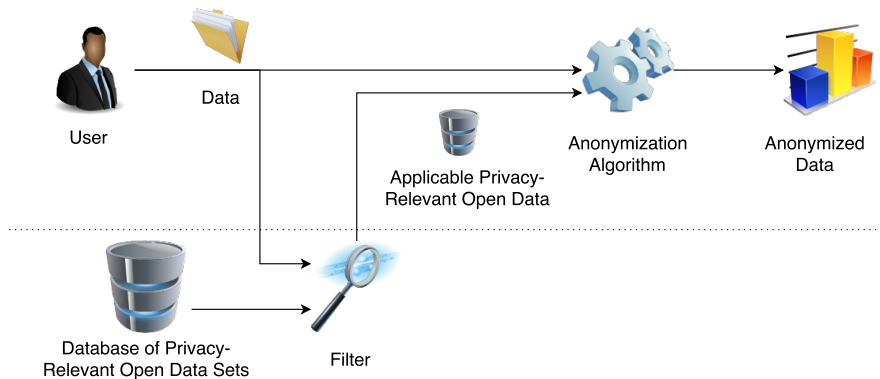 Data
User
Anonymization
Algorithm
Anonymized
Data
Applicable Privacy-
Relevant Open Data
Database of Privacy-
Relevant Open Data Sets
Filter